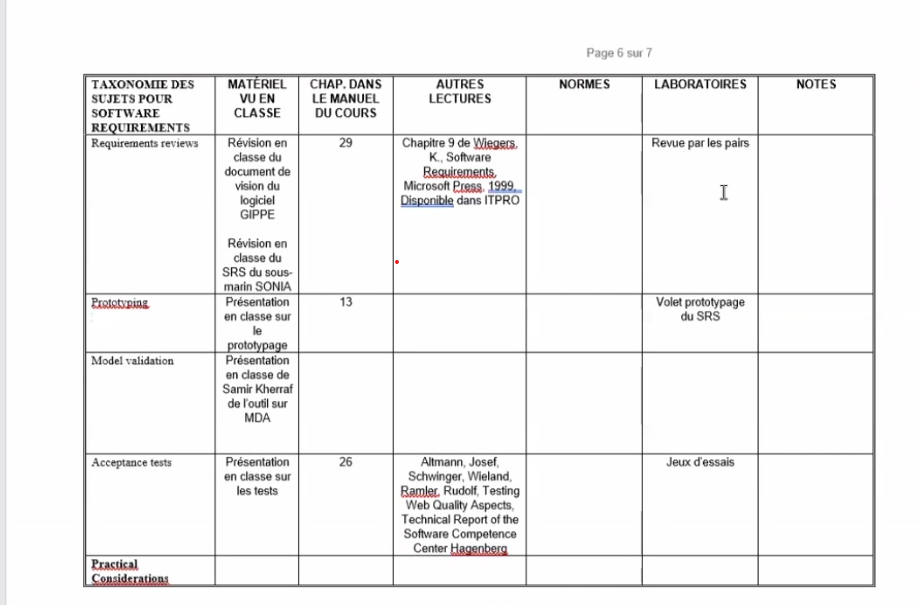 Page 6 sur 7
TAXONOMIE DES
SUJETS POUR
SOFTWARE
REQUIREMENTS
MATÉRIEL
VU EN
CLASSE
CHAP. DANS
LE MANUEL
DU COURS
AUTRES
LECTURES
NORMES
LABORATOIRES
NOTES
Requirements reviews
Révision en
classe du
document de
vision du
logiciel
GIPPE
Révision en
classe du
SRS du sous-
marin SONIA
29
Chapitre 9 de Wiegers,
K., Software
Requirements,
Microsoft Press, 1999,
Disponible dans ITPRO
Revue par les pairs
Prototyping
Présentation
en classe sur
le
prototypage
13
Volet prototypage
du SRS
Model validation
Présentation
en classe de
Samir Kherraf
de l'outil sur
MDA
Acceptance tests
Présentation
en classe sur
les tests
26
Altmann, Josef,
Schwinger, Wieland,
Ramler, Rudolf, Testing
Web Quality Aspects,
Technical Report of the
Software Competence
Center Hagenberg
Jeux d'essais
Practical
Considerations